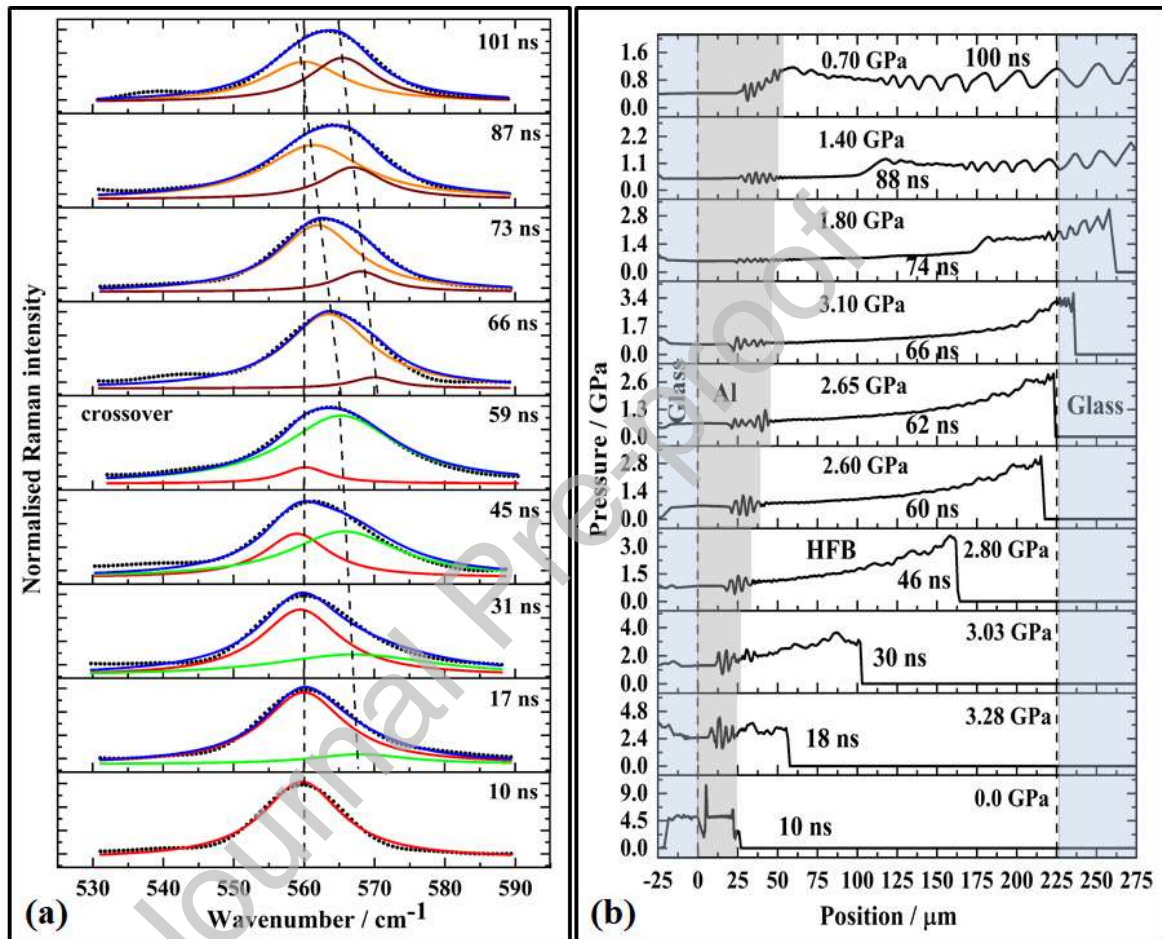 101 ns
87 ns
73 ns
66 ns
crossover
59 ns
45 ns
31 ns
17 ns
10 ns
530 540 550 560 570 580 590
Wavenumber / cm-1
Normalised Raman intensity
(a)
0.70 GPa
100 ns
1.6
0.8
0.0
1.40 GPa
88 ns
2.2
1.1
0.0
1.80 GPa
74 ns
2.8
1.4
0.0
3.10 GPa
66 ns
3.4
1.7
0.0
Glass
Al
2.65 GPa
62 ns
Glass
2.6
1.3
0.0
2.60 GPa
60 ns
2.8
1.4
0.0
HFB
2.80 GPa
46 ns
3.0
1.5
0.0
3.03 GPa
30 ns
4.0
2.0
0.0
3.28 GPa
18 ns
4.8
2.4
0.0
0.0 GPa
10 ns
9.0
4.5
0.0
-25 0 25 50 75 100 125 150 175 200 225 250 275
Position / μm
Pressure / GPa
(b)
Journal Pre-proof